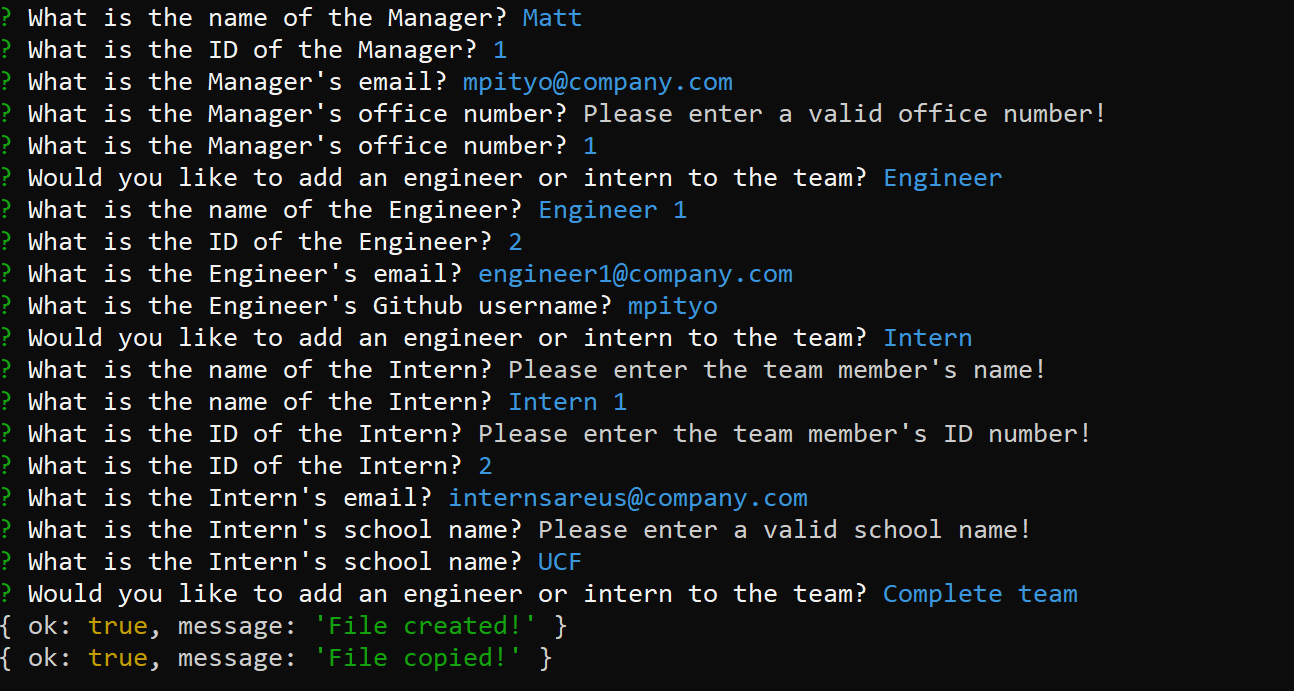 ? What is the name of the Manager? Matt
? What is the ID of the Manager? 1
? What is the Manager's email? mpityo@company.com
? What is the Manager's office number? Please enter a valid office number!
? What is the Manager's office number? 1
? Would you like to add an engineer or intern to the team? Engineer
? What is the name of the Engineer? Engineer 1
? What is the ID of the Engineer? 2
? What is the Engineer's email? engineer1@company.com
? What is the Engineer's Github username? mpityo
? Would you like to add an engineer or intern to the team? Intern
? What is the name of the Intern? Please enter the team member's name!
? What is the name of the Intern? Intern 1
? What is the ID of the Intern? Please enter the team member's ID number!
? What is the ID of the Intern? 2
? What is the Intern's email? internsareus@company.com
? What is the Intern's school name? Please enter a valid school name!
? What is the Intern's school name? UCF
? Would you like to add an engineer or intern to the team? Complete team
{ ok: true, message: 'File created!' }
{ ok: true, message: 'File copied!' }